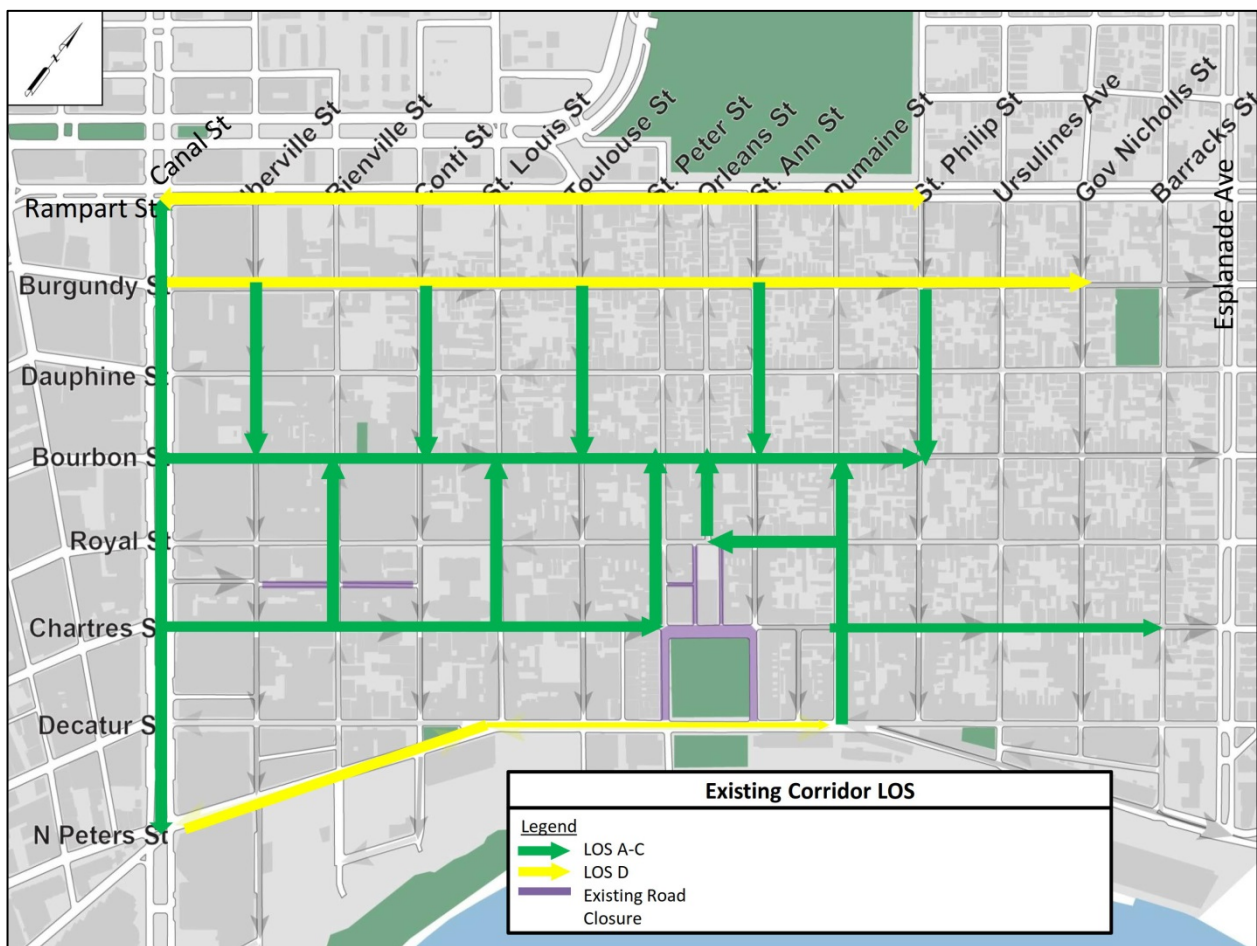 z
Canal St
Iberville St
Bienville St
Conti St
St. Louis St
Toulouse St
St. Peter St
Orleans St
St. Ann St
Dumaine St
St. Philip St
Ursulines Ave
Gov Nicholls St
Barracks St
Esplanade Ave
Rampart St
Burgundy St
Dauphine St
Bourbon St
Royal St
Chartres St
Decatur St
N Peters St
Existing Corridor LOS
Legend
LOS A-C
LOS D
Existing Road
Closure